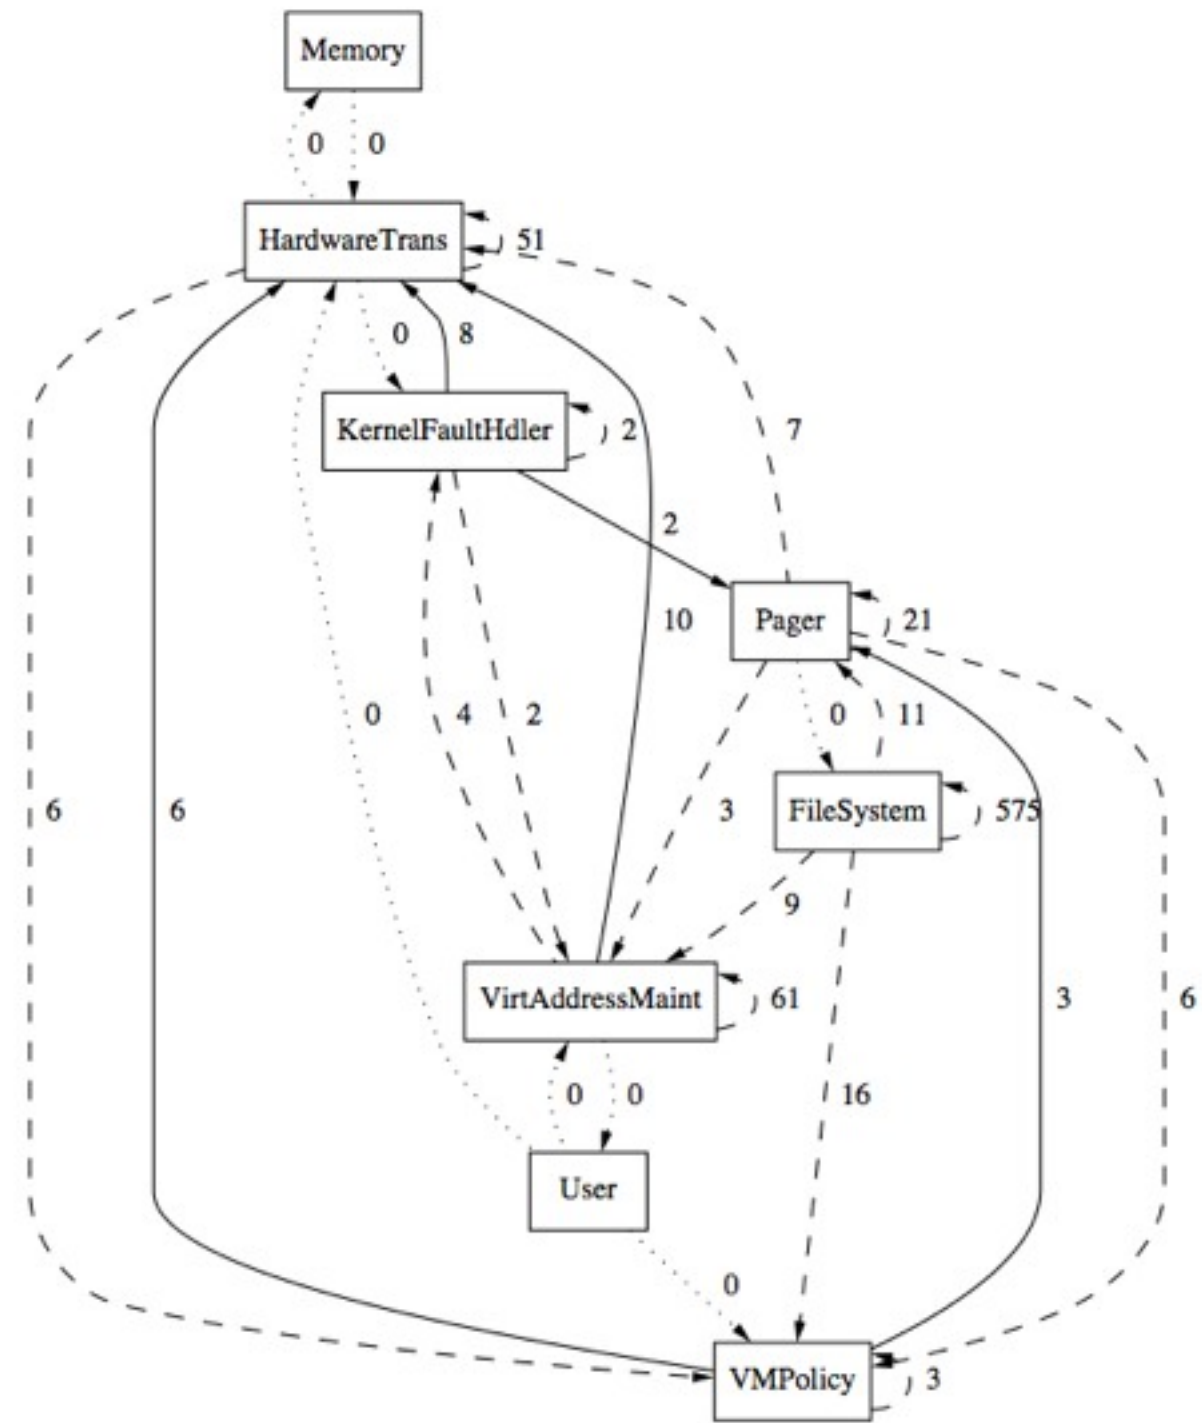 Memory
0 0
HardwareTrans 51
0 8
KernelFaultHdler 2
7
2
Pager 21
10
0 4 2 0 11
6 6 3 FileSystem 575
9
VirtAddressMaint 61 3 6
0 0 16
User
0
VMPolicy 3